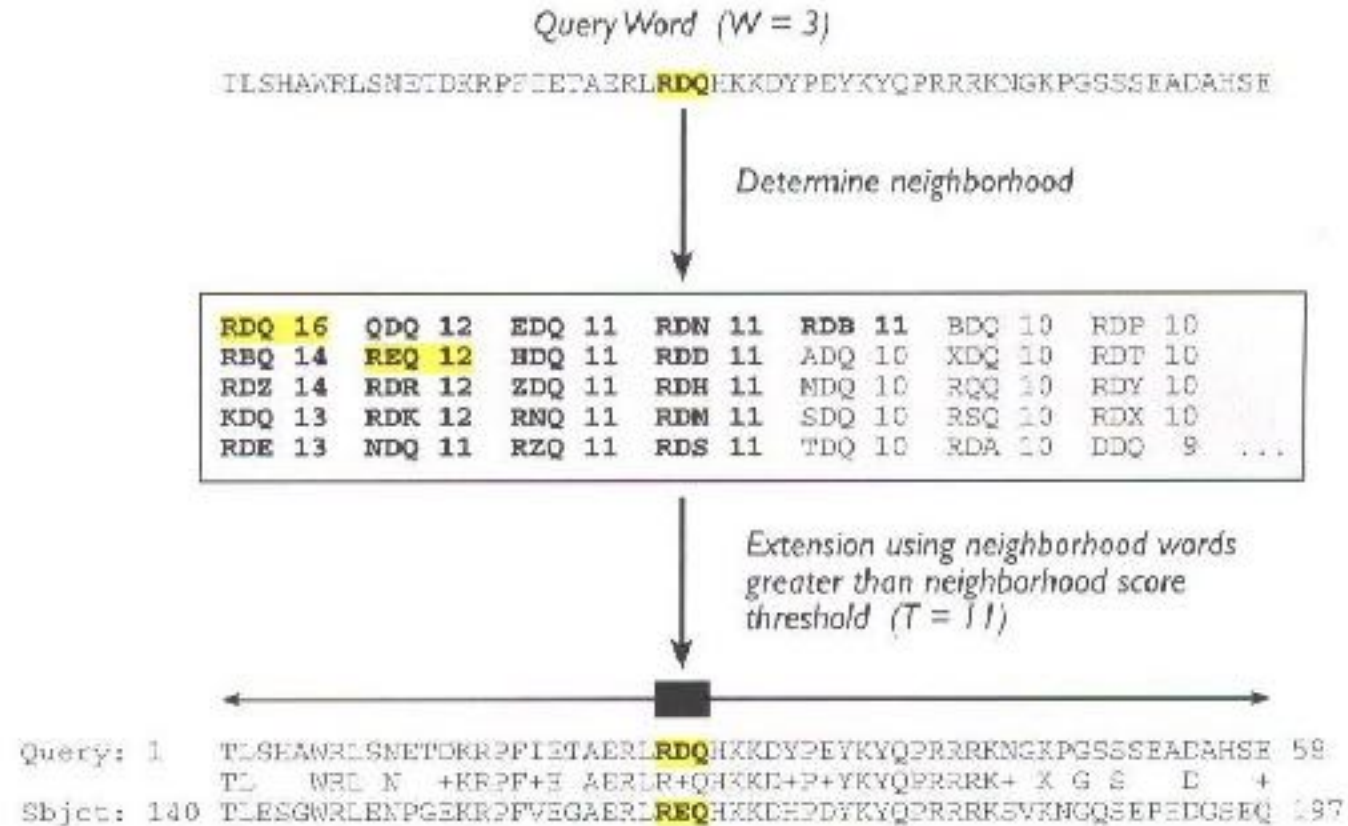 Query Word (W = 3)
TLSHAWRLSNETDKRPFIETAERLRDQHKKDYPEYKYQPRRRKNGKPGSSSEADAHSE
Determine neighborhood
RDQ 16 QDQ 12 EDQ 11 RDN 11 RDB 11 BDQ 10 RDP 10
RBQ 14 REQ 12 HDQ 11 RDD 11 ADQ 10 XDQ 10 RDT 10
RDZ 14 RDR 12 ZDQ 11 RDH 11 MDQ 10 RQQ 10 RDY 10
KDQ 13 RDK 12 RNQ 11 RDM 11 SDQ 10 RSQ 10 RDX 10
RDE 13 NDQ 11 RZQ 11 RDS 11 TDQ 10 RDA 10 DDQ 9 ...
Extension using neighborhood words
greater than neighborhood score
threshold (T = 11)
Query: 1 TLSHAWRLSNETDKRPFIETAERLRDQHKKDYPEYKYQPRRRKNGKPGSSSEADAHSE 58
TL WRL N +KRPF+E AERLR+QHKKD+P+YKYQPRRRK+ K G S D +
Sbjct: 140 TLESGWRLENPGEKRPFVEGAERLREQHKKDHPDYKYQPRRRKSVKNGQSEPEDGSEQ 197